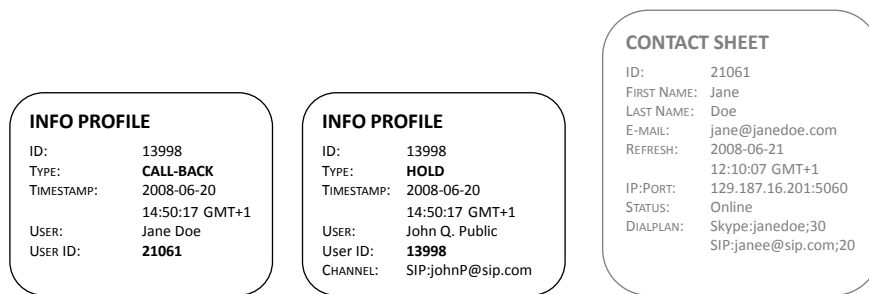 INFO PROFILE
ID: 13998
TYPE: CALL-BACK
TIMESTAMP: 2008-06-20
14:50:17 GMT+1
USER: Jane Doe
USER ID: 21061
INFO PROFILE
ID: 13998
TYPE: HOLD
TIMESTAMP: 2008-06-20
14:50:17 GMT+1
USER: John Q. Public
User ID: 13998
CHANNEL: SIP:johnP@sip.com
CONTACT SHEET
ID: 21061
FIRST NAME: Jane
LAST NAME: Doe
E-MAIL: jane@janedoe.com
REFRESH: 2008-06-21
12:10:07 GMT+1
IP:PORT: 129.187.16.201:5060
STATUS: Online
DIALPLAN: Skype:janedoe;30
SIP:janee@sip.com;20